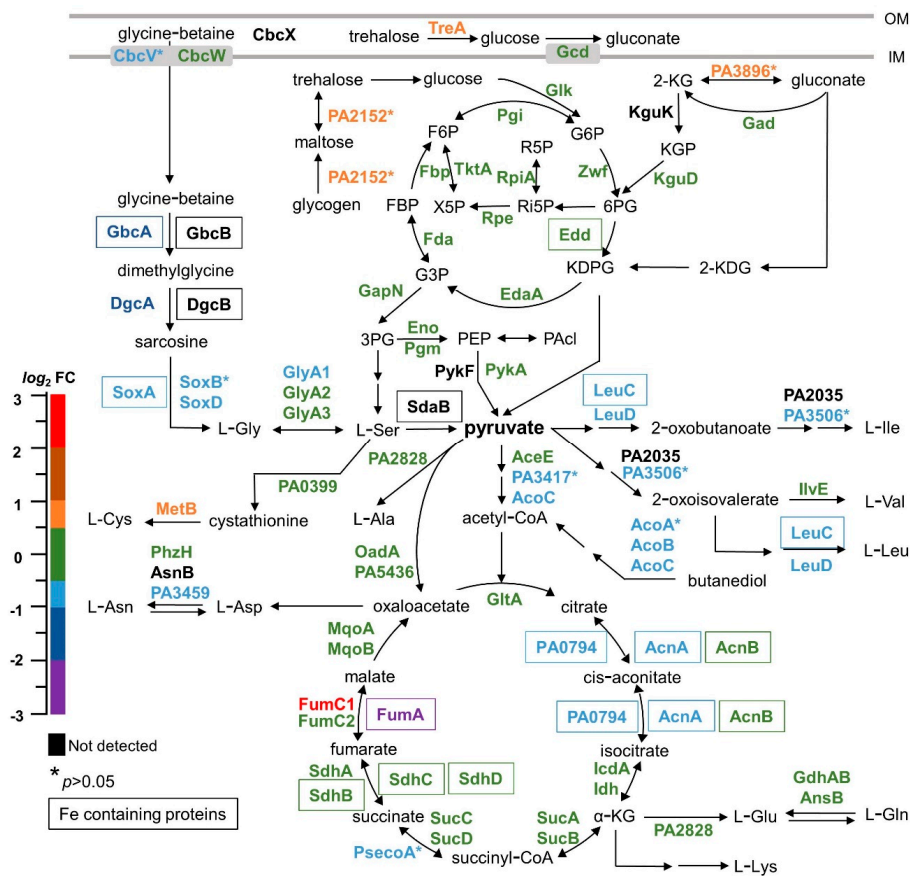 OM
glycine-betaine CbcX trehalose TreA glucose gluconate
CbcV* CbcW Gcd IM
trehalose glucose 2-KG PA3896* gluconate
Glk
PA2152* F6P Pgi G6P KguK Gad
maltose R5P KGP
PA2152* Fbp TktA RpiA Zwf KguD
glycine-betaine glycogen FBP X5P Rpe Ri5P 6PG
GbcA GbcB Fda Edd
dimethylglycine G3P KDPG 2-KDG
DgcA DgcB GapN EdaA
sarcosine 3PG Eno PEP PAcl
Pgm
log2 FC SoxA SoxB* GlyA1 PykF PykA LeuC PA2035
SoxD GlyA2 SdaB LeuD PA3506*
GlyA3
3 L-Gly L-Ser pyruvate 2-oxobutanoate L-Ile
PA2828 AceE PA2035
2 PA0399 PA3417* PA3506*
AcoC 2-oxoisovalerate IlvE L-Val
1 L-Cys MetB cystathionine L-Ala acetyl-CoA AcoA* LeuC
AcoB L-Leu
0 PhzH OadA AcoC LeuD
AsnB PA5436 butanediol
PA3459
-1 L-Asn L-Asp oxaloacetate GltA citrate
MqoA PA0794 AcnA AcnB
MqoB
-2 malate cis-aconitate
FumC1 FumA PA0794 AcnA AcnB
-3 FumC2
Not detected fumarate isocitrate
*p>0.05 SdhA SdhC SdhD IcdA GdhAB
SdhB Idh AnsB
Fe containing proteins succinate SucC SucA α-KG L-Glu L-Gln
SucD SucB PA2828
PsecoA* succinyl-CoA L-Lys